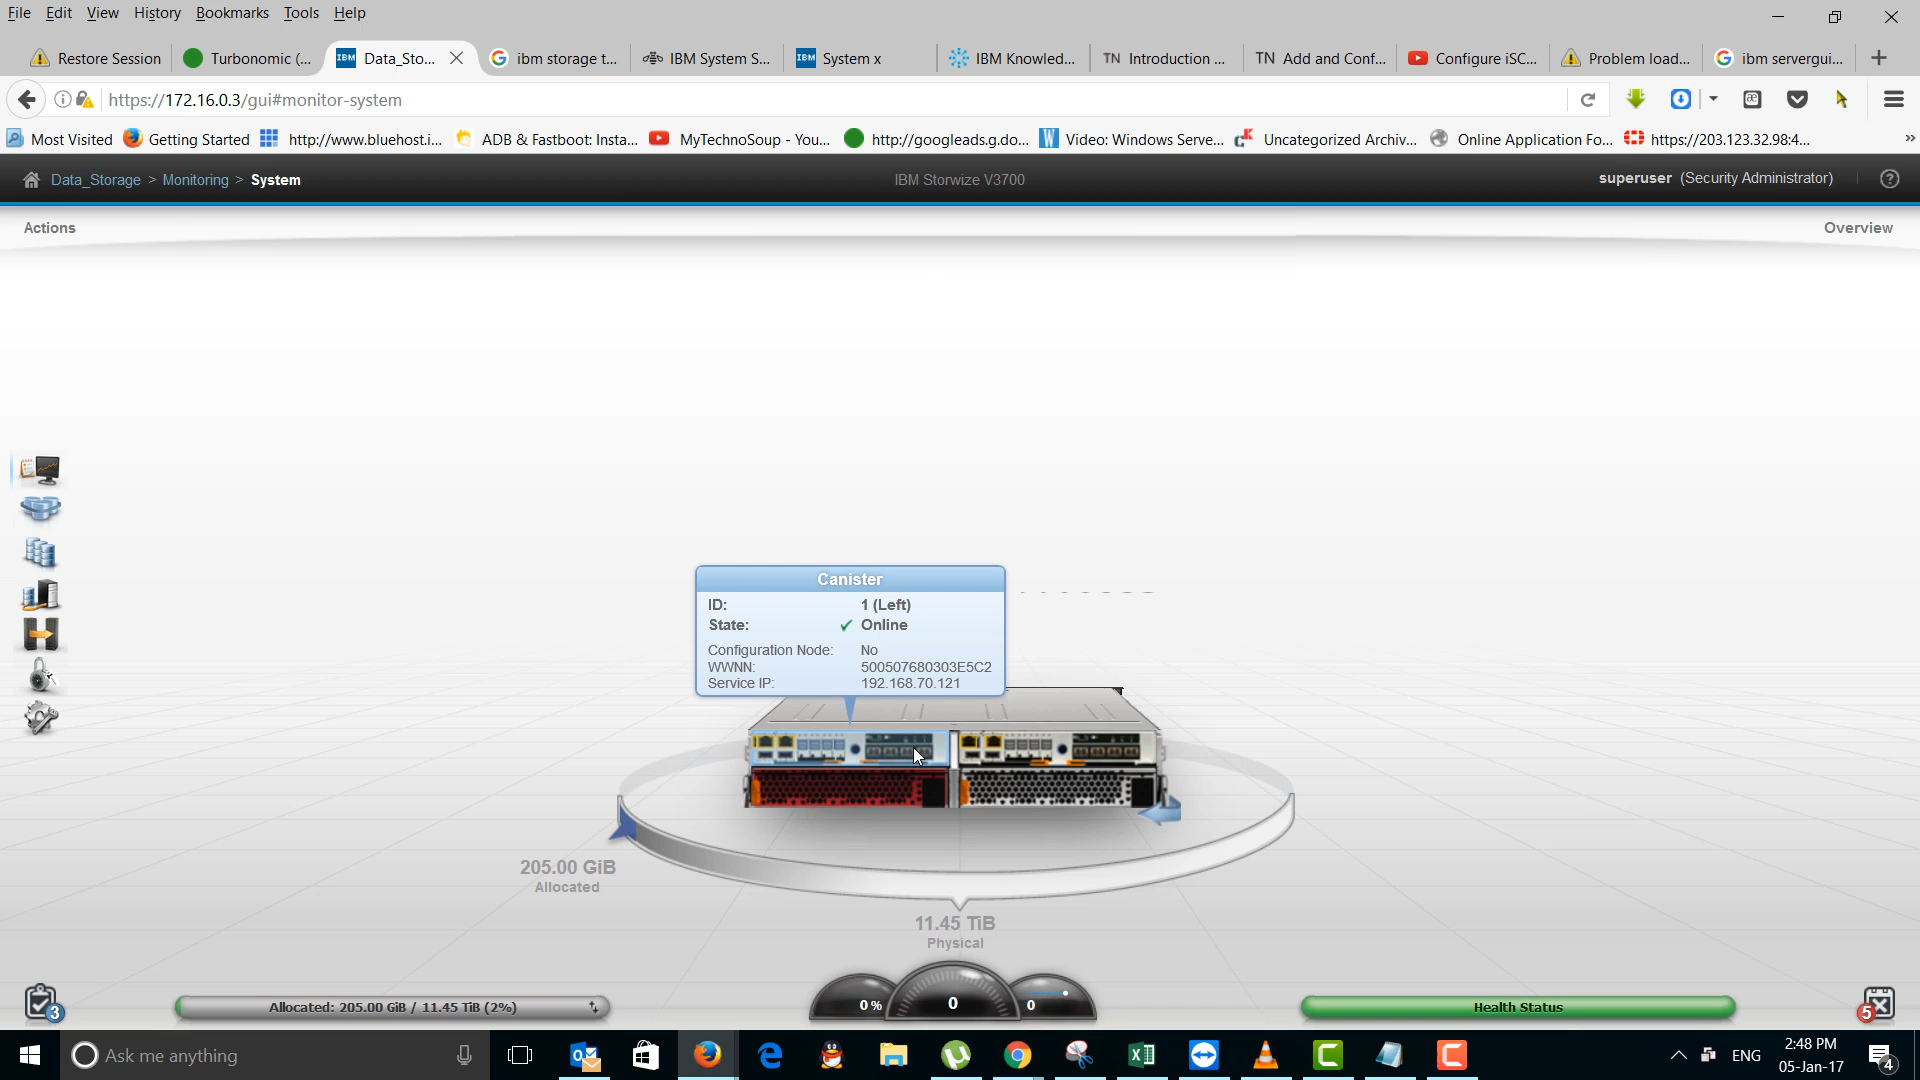 File Edit View History Bookmarks Tools Help
Restore Session
Turbonomic (...
IBM Data_Sto...
ibm storage t...
IBM System S...
IBM System x
IBM Knowled...
TN Introduction ...
TN Add and Conf...
Configure iSC...
Problem load...
ibm servergui...
https://172.16.0.3/gui#monitor-system
Most Visited Getting Started http://www.bluehost.i... ADB & Fastboot: Insta... MyTechnoSoup - You... http://googleads.g.do... Video: Windows Serve... Uncategorized Archiv... Online Application Fo... https://203.123.32.98:4...
Data_Storage > Monitoring > System
IBM Storwize V3700
superuser (Security Administrator)
Actions
Overview
Canister
ID: 1 (Left)
State: Online
Configuration Node: No
WWNN: 500507680303E5C2
Service IP: 192.168.70.121
205.00 GiB
Allocated
11.45 TiB
Physical
3
Allocated: 205.00 GiB / 11.45 TiB (2%)
0 %
0
0
Health Status
5
Ask me anything
ENG
2:48 PM
05-Jan-17
4